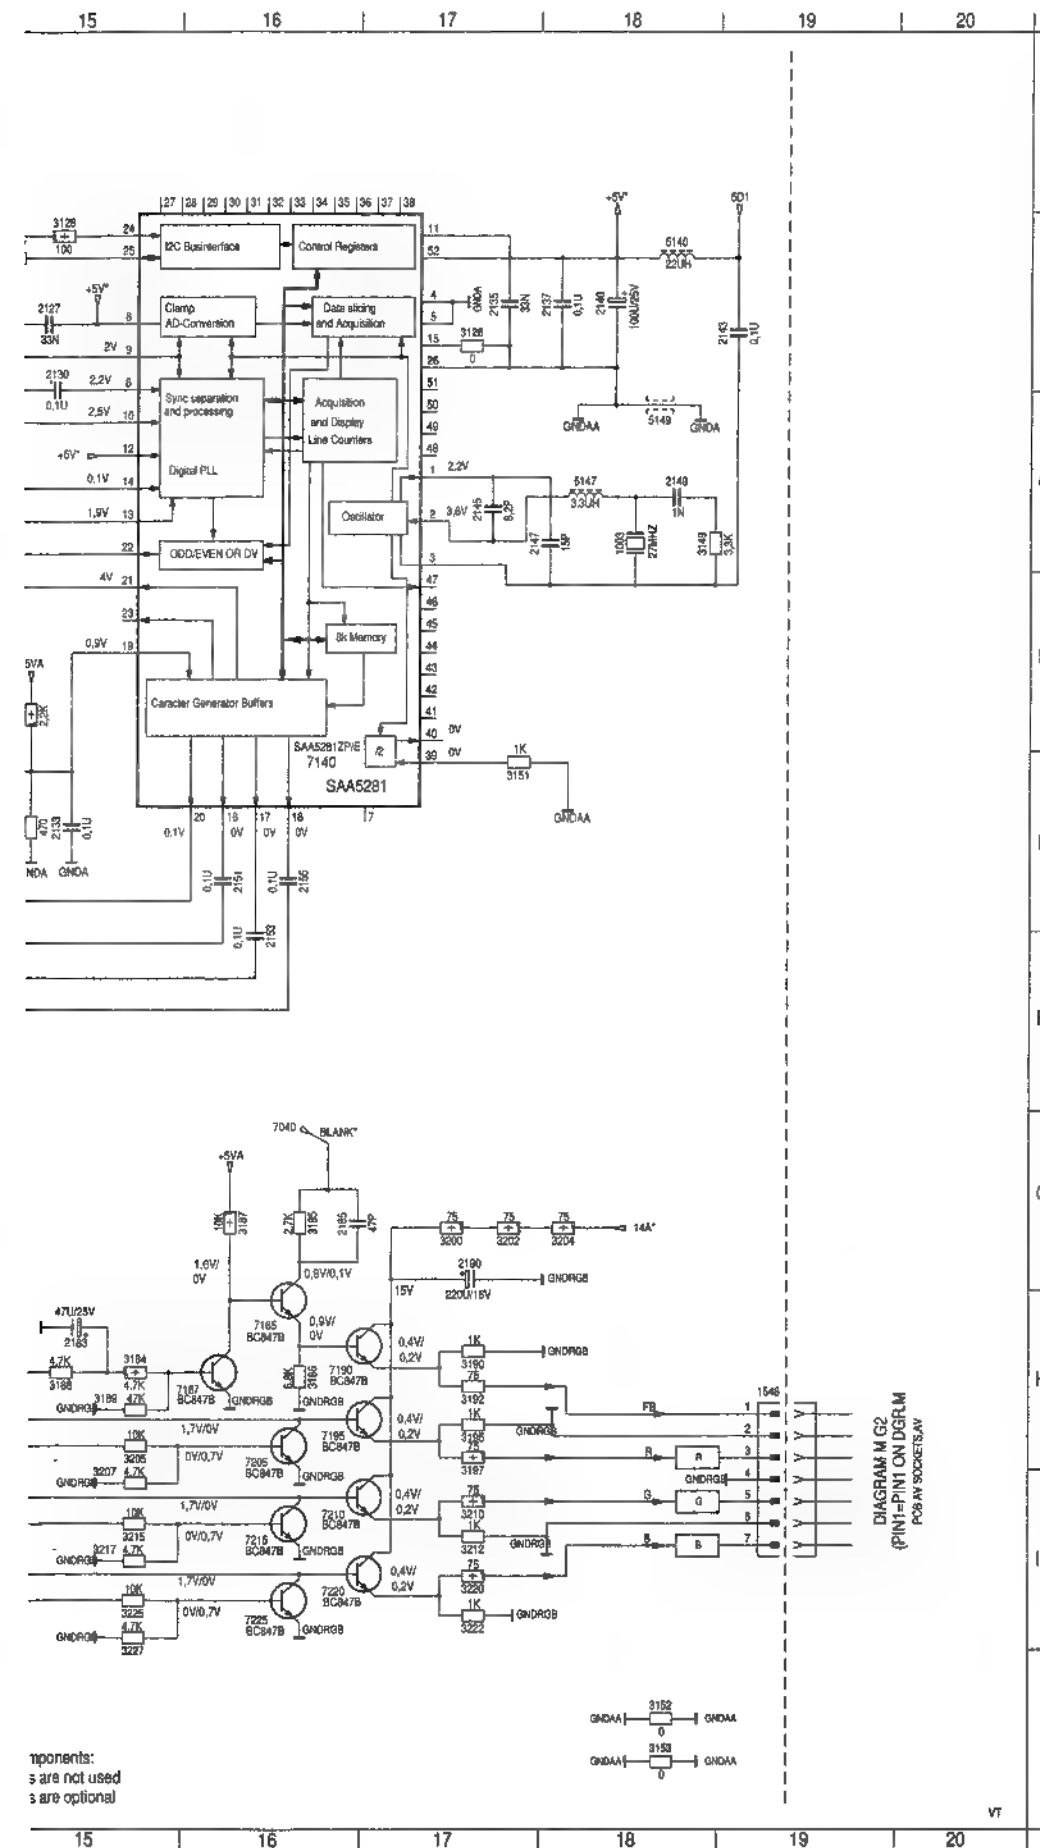 15 16 17 18 19 20
27 28 29 30 31 32 33 34 35 36 37 38
+5V* 5D1
3128 100 24 25
I2C Businterface Control Registers
11 52
5140 22UH
+5V*
2127 33N 6
Clamp AD-Conversion
Data slicing and Acquisition
4 5 GNDA
2135 33N
2137 0,1U
2140 100U/25V
2143 0,1U
2V 9
15 3126 0
26
2130 0,1U 2,2V 8
2,5V 10
Sync separation and processing
Digital PLL
Acquisition and Display Line Counters
51
50
49
48
GNDAA 5149 GNDA
12
0,1V 14
1,9V 13
Oscillator
1 2,2V
2 3,6V
3
2145 8,2P
2147 15P
5147 3,3UH
1003 27MHZ
2149 1N
3149 3,3K
22
ODD/EVEN OR DV
4V 21
23
0,9V 19
47
46
45
44
43
42
41
8k Memory
5VA
2,2K
Caracter Generator Buffers
SAA5281ZP/E
7140
SAA5281
/2
40 0V
39 0V
1K 3151
GNDAA
470
2133 0,1U
NDA GNDA
20 16 17 18 7
0,1V 0V 0V 0V
0,1U 2151
0,1U 2155
0,1U 2153
F
7040 BLANK*
+5VA
3187
2,7K 3185
2185 47P
1,6V/ 0V
0,8V/0,1V
75 3200
75 3202
75 3204
14A*
2190 220U/16V GNDRGB
15V
47U/25V 2183
4,7K 3188
3184 4,7K
3189 47K
GNDRGB
7187 BC847B
GNDRGB
7185 BC847B
0,9V/ 0V
6,8K 3186
GNDRGB
7190 BC847B
0,4V/ 0,2V
1K 3190 GNDRGB
75 3192
1,7V/0V
10K 3205
0V/0,7V
3207 4,7K
GNDRGB
7205 BC847B
GNDRGB
7195 BC847B
0,4V/ 0,2V
1K 3195 GNDRGB
75 3197
1,7V/0V
10K 3215
0V/0,7V
3217 4,7K
GNDRGB
7215 BC847B
GNDRGB
7210 BC847B
0,4V/ 0,2V
75 3210
1K 3212 GNDRGB
1,7V/0V
10K 3225
0V/0,7V
4,7K 3227
GNDRGB
7225 BC847B
GNDRGB
7220 BC847B
0,4V/ 0,2V
75 3220
1K 3222 GNDRGB
1546
FB 1
2
R R 3
GNDRGB 4
G G 5
6
B B 7
DIAGRAM M G2
(PIN1=PIN1 ON DGR.M
POS AV SOCKETS,AV
GNDAA 3152 0 GNDAA
GNDAA 3153 0 GNDAA
mponents:
s are not used
s are optional
VT
15 16 17 18 19 20